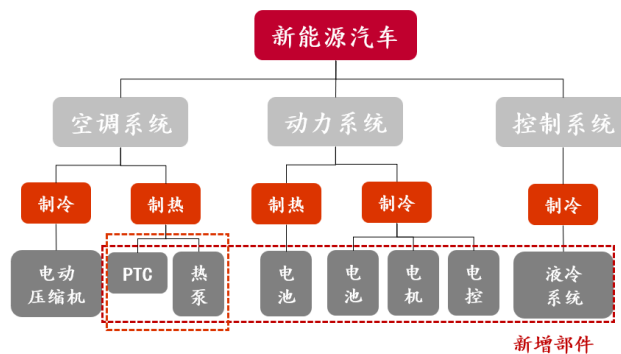 新能源汽车
空调系统
动力系统
控制系统
制冷
制热
制热
制冷
制冷
电动
压缩机
PTC
热
泵
电
池
电
池
电
机
电
控
液冷
系统
新增部件